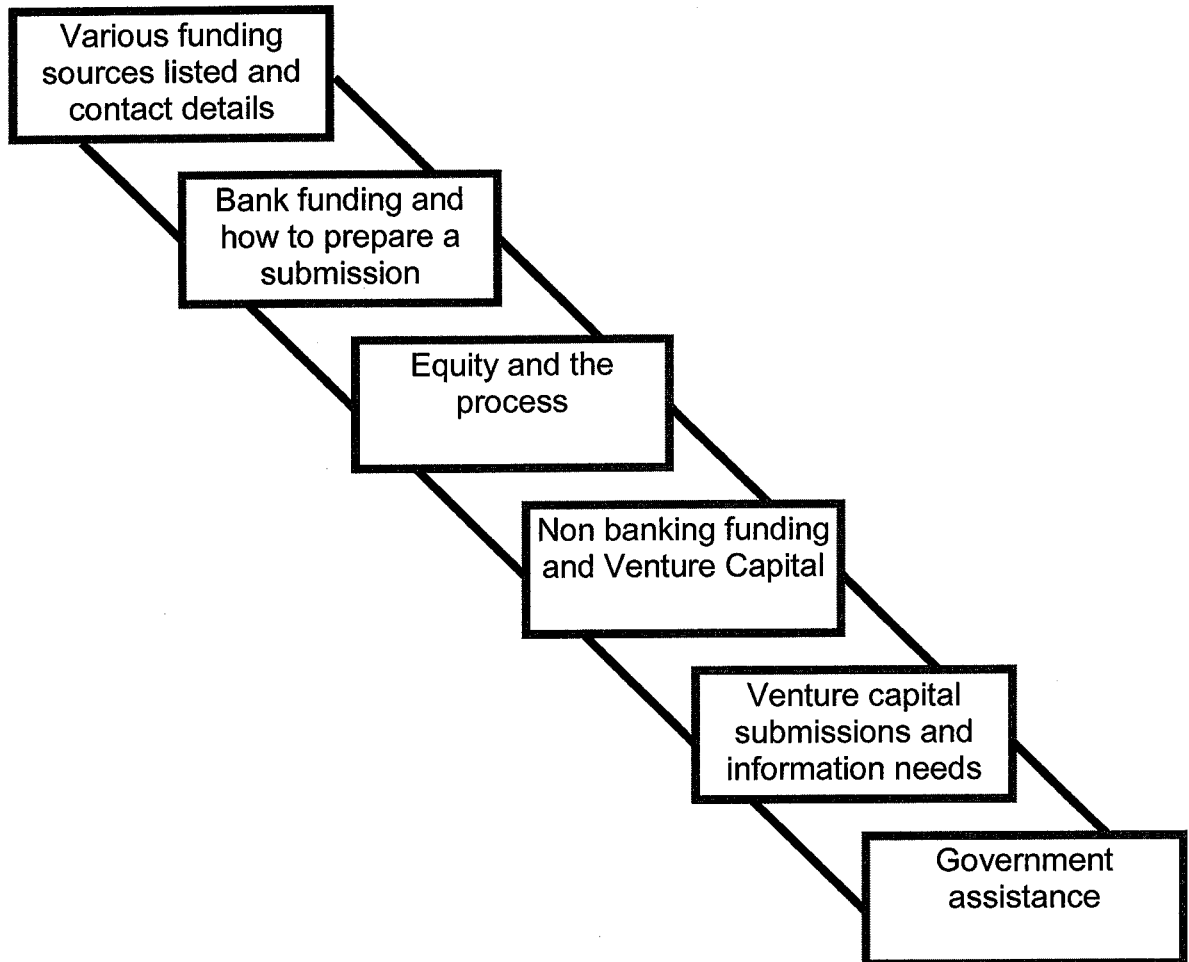 Various funding
sources listed and
contact details
Bank funding and
how to prepare a
submission
Equity and the
process
Non banking funding
and Venture Capital
Venture capital
submissions and
information needs
Government
assistance